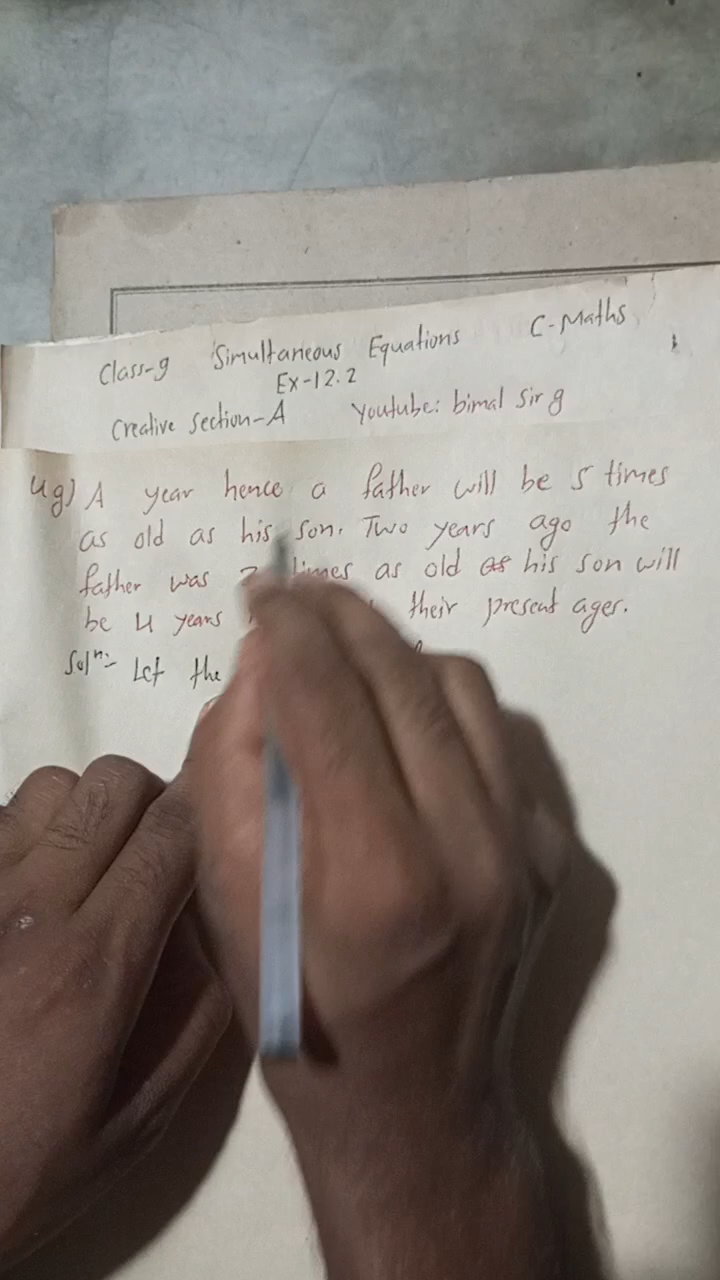 Class-9 Simultaneous Equations C-Maths
Ex-12.2
Creative Section-A Youtube: bimal sir g
4g) A year hence a father will be 5 times
as old as his son. Two years ago the
father was times as old as his son will
be 4 years their present ages.
Solⁿ:- Let the